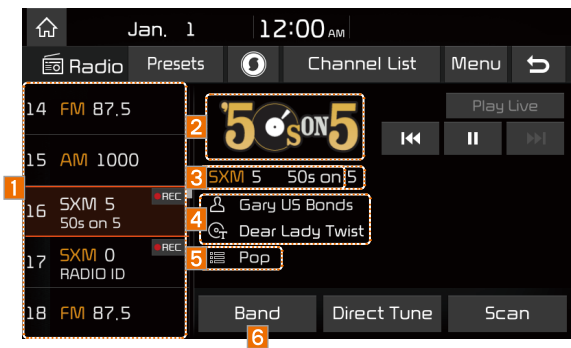 Jan. 1 12:00 AM
Radio Presets Channel List Menu
14 FM 87.5
15 AM 1000
16 SXM 5 REC
50s on 5
17 SXM 0 REC
RADIO ID
18 FM 87.5
1
2
'50s ON 5
Play Live
3
SXM 5 50s on 5
4
Gary US Bonds
Dear Lady Twist
5
Pop
Band Direct Tune Scan
6